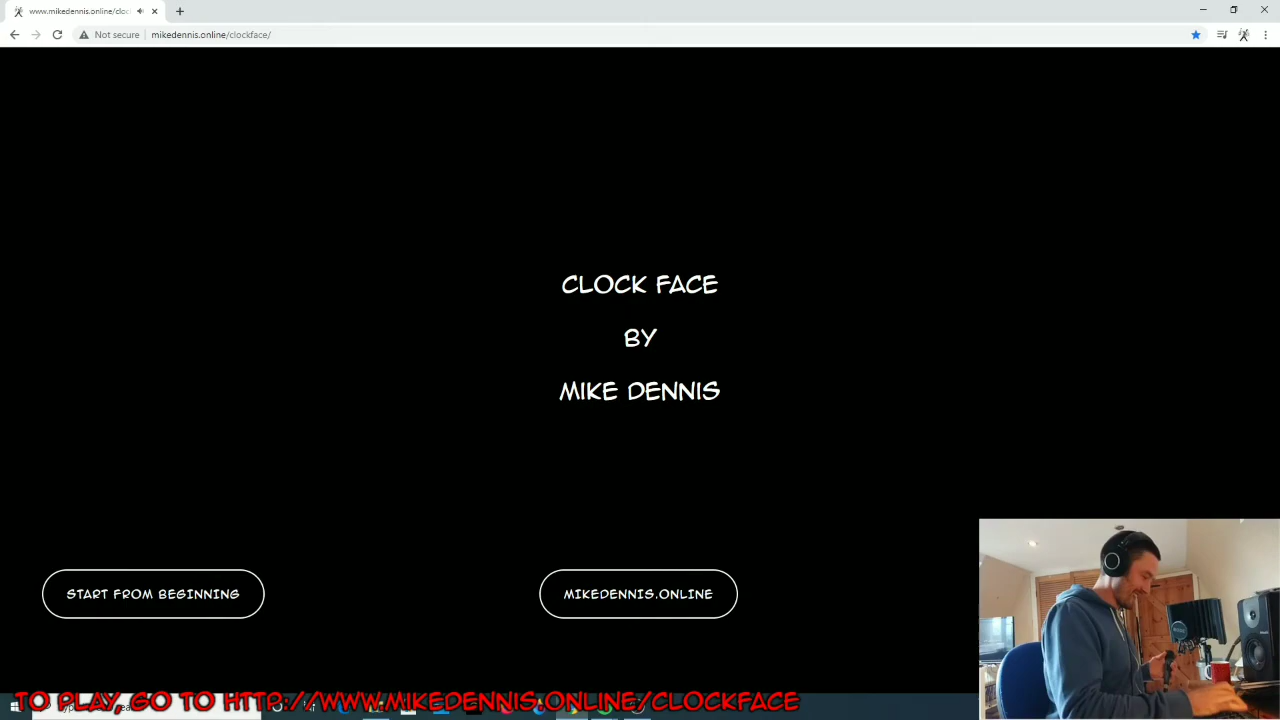 www.mikedennis.online/cloc
Not secure
mikedennis.online/clockface/
CLOCK FACE
BY
MIKE DENNIS
START FROM BEGINNING
MIKEDENNIS.ONLINE
TO PLAY, GO TO HTTP://WWW.MIKEDENNIS.ONLINE/CLOCKFACE